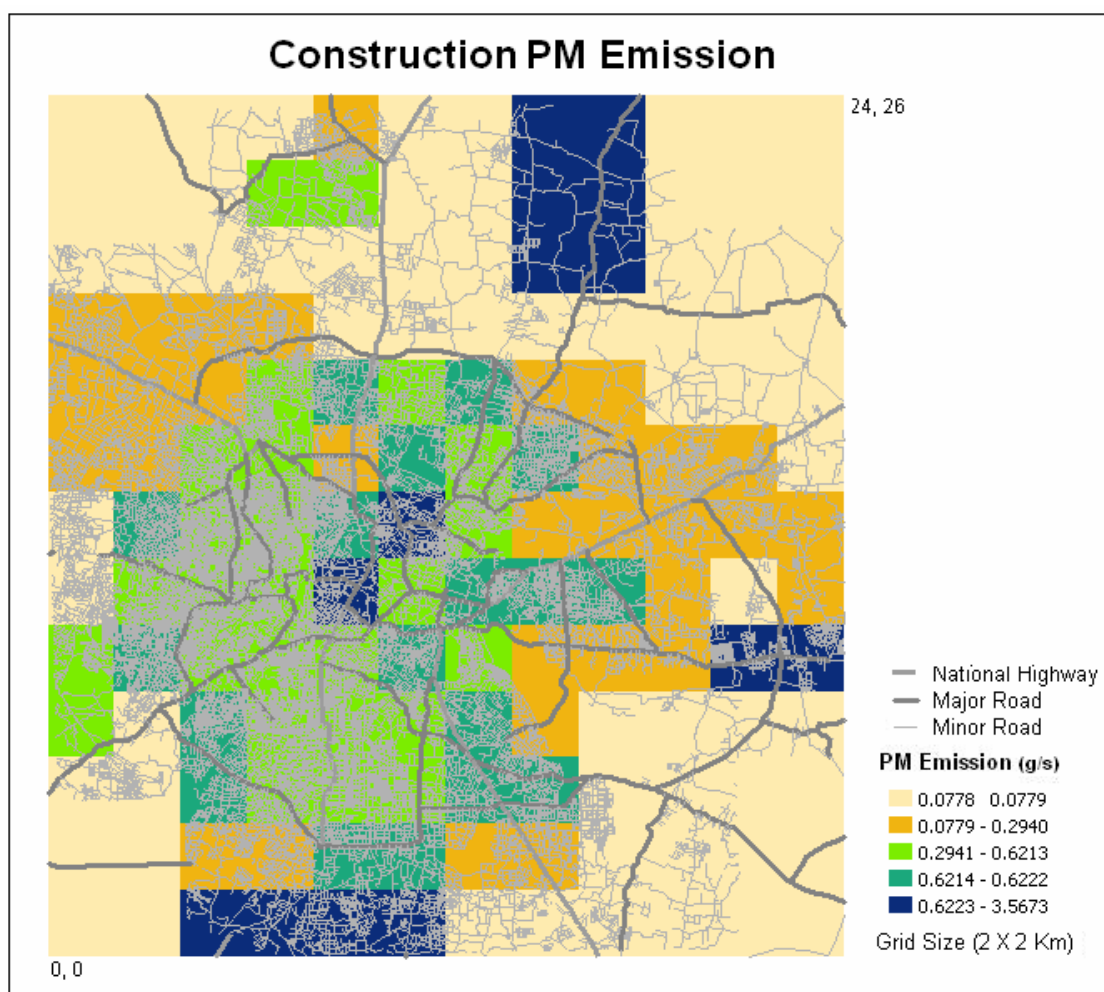 Construction PM Emission
24, 26
National Highway
Major Road
Minor Road
PM Emission (g/s)
0.0778 0.0779
0.0779 - 0.2940
0.2941 - 0.6213
0.6214 - 0.6222
0.6223 - 3.5673
Grid Size (2 X 2 Km)
0, 0